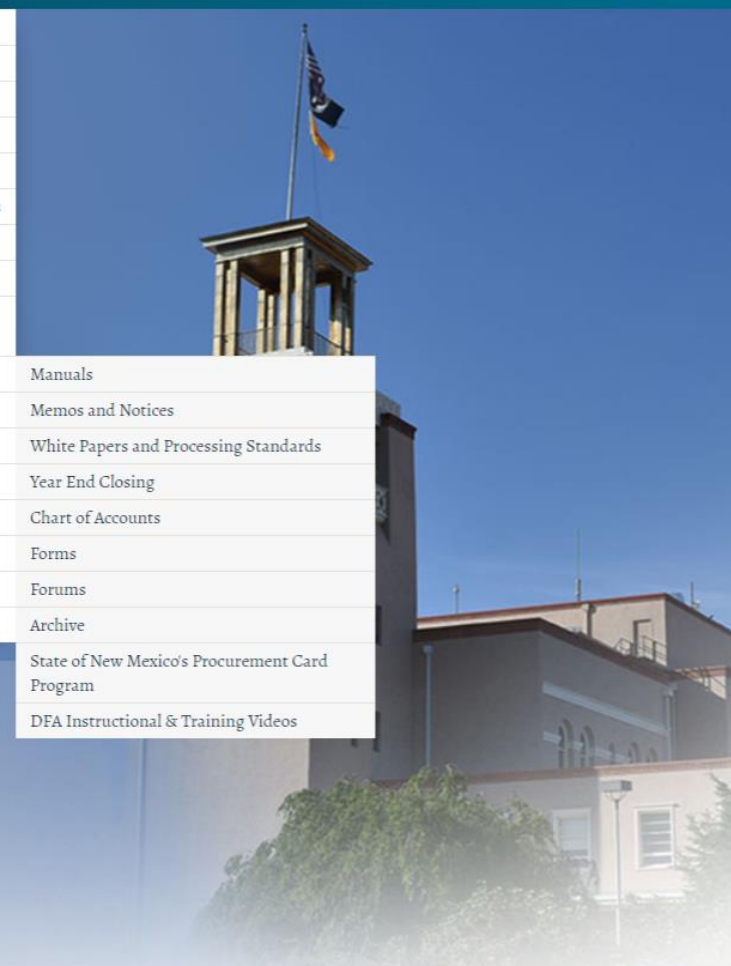 Manuals
Memos and Notices
White Papers and Processing Standards
Year End Closing
Chart of Accounts
Forms
Forums
Archive
State of New Mexico's Procurement Card
Program
DFA Instructional & Training Videos